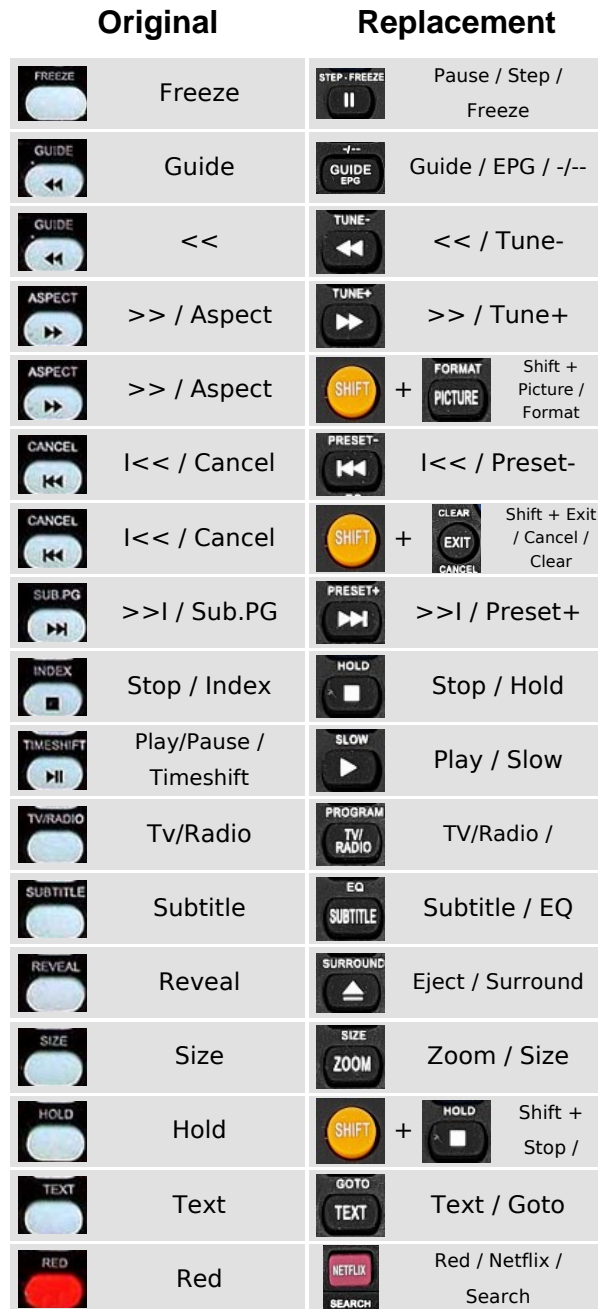 Original Replacement
FREEZE Freeze STEP-FREEZE Pause / Step /
Freeze
GUIDE Guide -/-- GUIDE EPG Guide / EPG / -/--
GUIDE << TUNE- << / Tune-
ASPECT >> / Aspect TUNE+ >> / Tune+
ASPECT >> / Aspect SHIFT + FORMAT PICTURE Shift +
Picture /
Format
CANCEL I<< / Cancel PRESET- I<< / Preset-
CANCEL I<< / Cancel SHIFT + CLEAR EXIT CANCEL Shift + Exit
/ Cancel /
Clear
SUB.PG >>I / Sub.PG PRESET+ >>I / Preset+
INDEX Stop / Index HOLD Stop / Hold
TIMESHIFT Play/Pause /
Timeshift SLOW Play / Slow
TV/RADIO Tv/Radio PROGRAM TV/ RADIO TV/Radio /
SUBTITLE Subtitle EQ SUBTITLE Subtitle / EQ
REVEAL Reveal SURROUND Eject / Surround
SIZE Size SIZE ZOOM Zoom / Size
HOLD Hold SHIFT + HOLD Shift +
Stop /
TEXT Text GOTO TEXT Text / Goto
RED Red NETFLIX SEARCH Red / Netflix /
Search